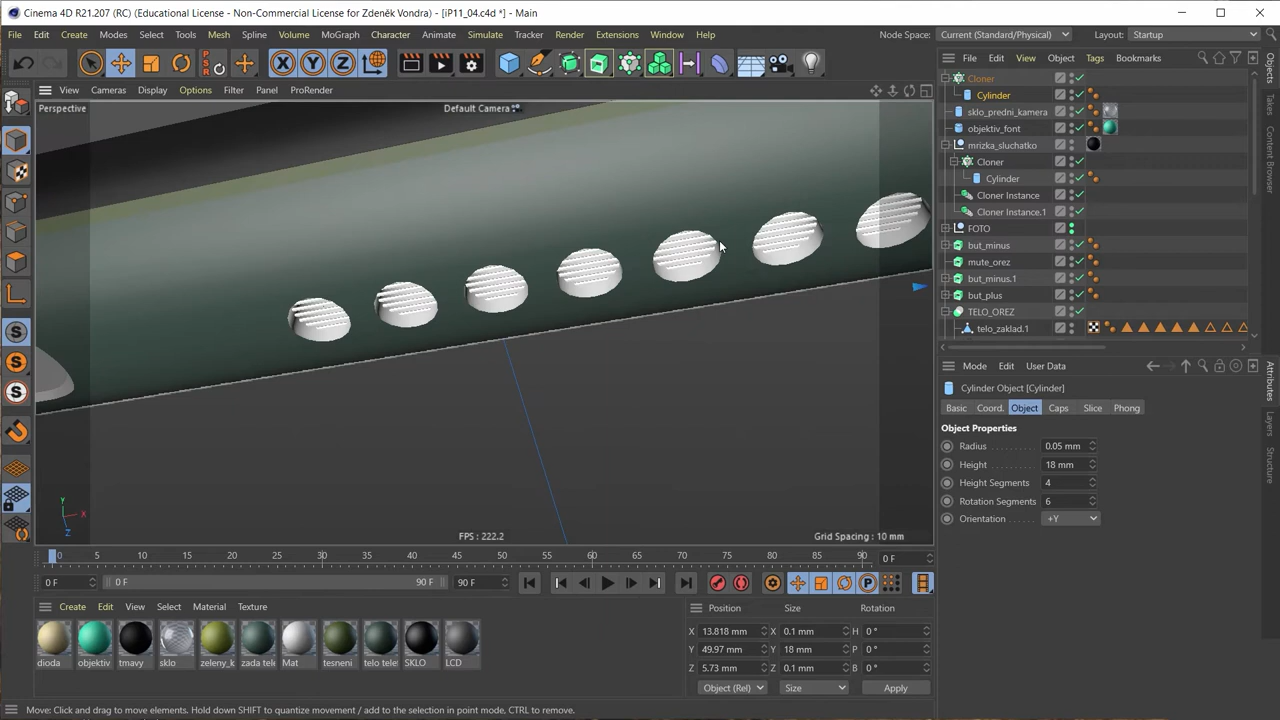 Cinema 4D R21.207 (RC) (Educational License - Non-Commercial License for Zdeněk Vondra) - [iP11_04.c4d *] - Main
File Edit Create Modes Select Tools Mesh Spline Volume MoGraph Character Animate Simulate Tracker Render Extensions Window Help Node Space: Current (Standard/Physical) Layout: Startup
PSR
0
X Y Z
File Edit View Object Tags Bookmarks
View Cameras Display Options Filter Panel ProRender
Perspective
Default Camera
Cloner
Cylinder
sklo_predni_kamera
objektiv_font
mrizka_sluchatko
Cloner
Cylinder
Cloner Instance
Cloner Instance.1
FOTO
but_minus
mute_orez
but_minus.1
but_plus
TELO_OREZ
telo_zaklad.1
Objects
Takes
Content Browser
Mode Edit User Data
Cylinder Object [Cylinder]
Basic Coord. Object Caps Slice Phong
Object Properties
Radius 0.05 mm
Height 18 mm
Height Segments 4
Rotation Segments 6
Orientation +Y
Attributes
Layers
Structure
S
S
S
Y
X
Z
FPS : 222.2
Grid Spacing : 10 mm
0 5 10 15 20 25 30 35 40 45 50 55 60 65 70 75 80 85 90 0 F
0 F 0 F 90 F 90 F
P
Create Edit View Select Material Texture
dioda objektiv tmavy sklo zeleny_k zada tele Mat tesneni telo telef SKLO LCD
Position Size Rotation
X 13.818 mm X 0.1 mm H 0 °
Y 49.97 mm Y 18 mm P 0 °
Z 5.73 mm Z 0.1 mm B 0 °
Object (Rel) Size Apply
Move: Click and drag to move elements. Hold down SHIFT to quantize movement / add to the selection in point mode, CTRL to remove.